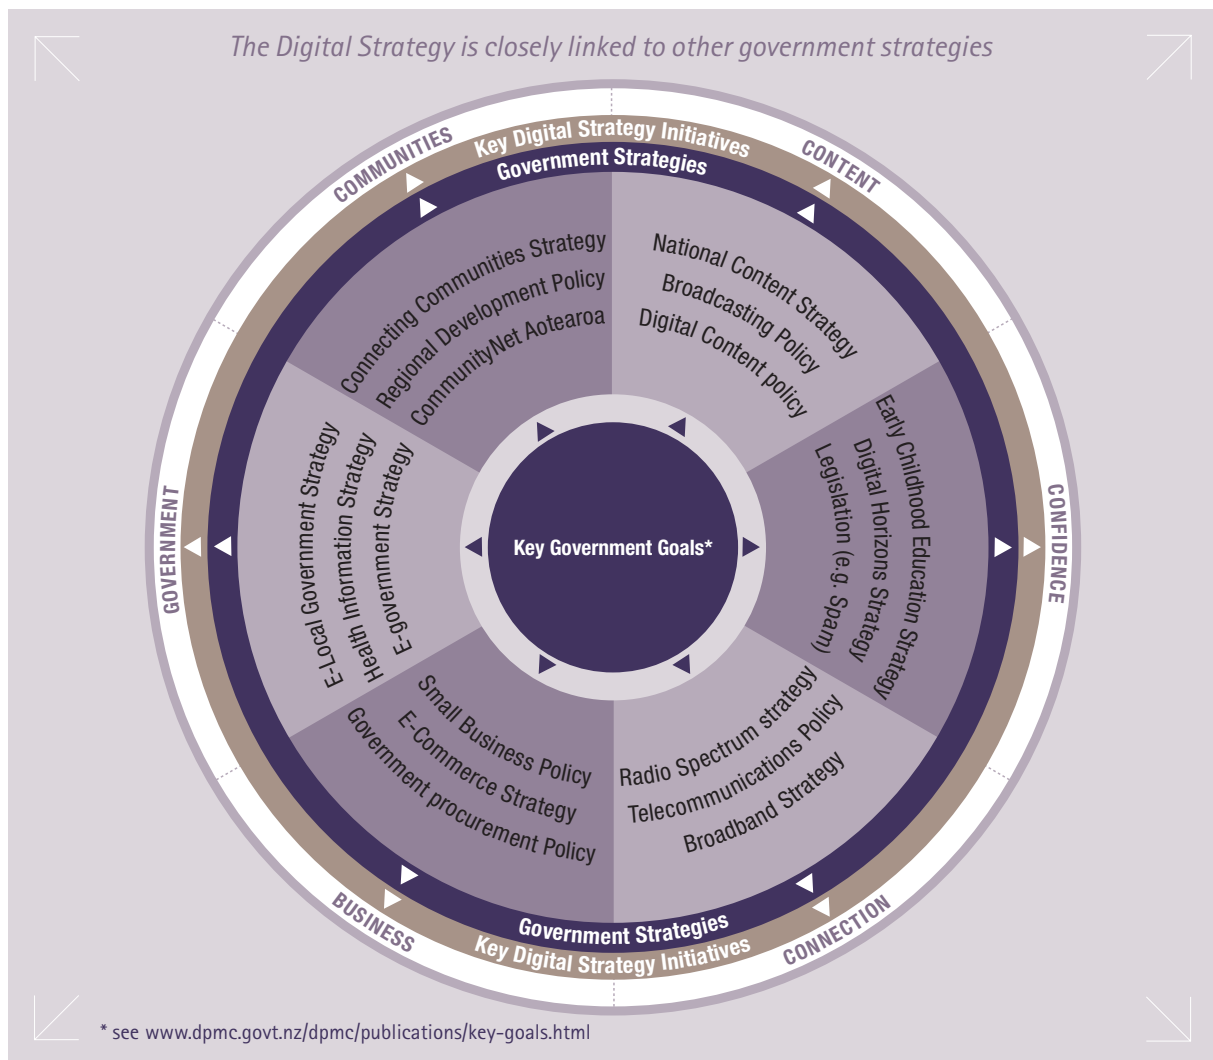 The Digital Strategy is closely linked to other government strategies
COMMUNITIES
CONTENT
Key Digital Strategy Initiatives
Government Strategies
Connecting Communities Strategy
Regional Development Policy
CommunityNet Aotearoa
National Content Strategy
Broadcasting Policy
Digital Content policy
GOVERNMENT
E-Local Government Strategy
Health Information Strategy
E-government Strategy
Key Government Goals*
Early Childhood Education Strategy
Digital Horizons Strategy
Legislation (e.g. Spam)
CONFIDENCE
Small Business Policy
E-Commerce Strategy
Government procurement Policy
Radio Spectrum strategy
Telecommunications Policy
Broadband Strategy
Government Strategies
Key Digital Strategy Initiatives
BUSINESS
CONNECTION
* see www.dpmc.govt.nz/dpmc/publications/key-goals.html